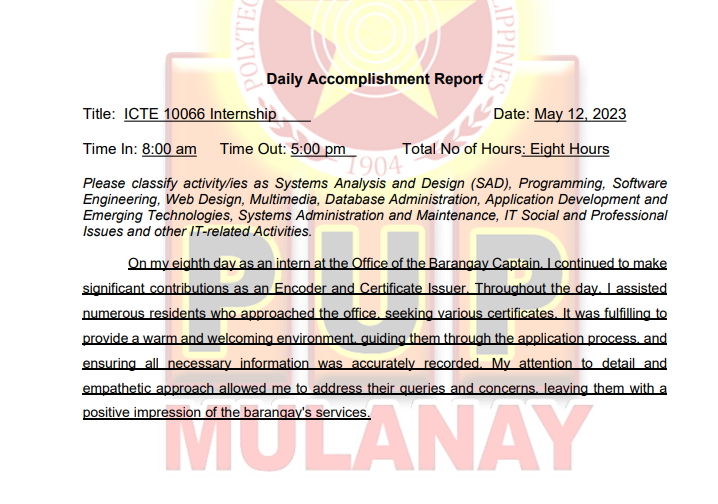 POLYTEC
IPPINES
1904
Daily Accomplishment Report
Title: ICTE 10066 Internship
Date: May 12, 2023
Time In: 8:00 am Time Out: 5:00 pm Total No of Hours: Eight Hours
Please classify activity/ies as Systems Analysis and Design (SAD), Programming, Software
Engineering, Web Design, Multimedia, Database Administration, Application Development and
Emerging Technologies, Systems Administration and Maintenance, IT Social and Professional
Issues and other IT-related Activities.
On my eighth day as an intern at the Office of the Barangay Captain, I continued to make
significant contributions as an Encoder and Certificate Issuer. Throughout the day, I assisted
numerous residents who approached the office, seeking various certificates. It was fulfilling to
provide a warm and welcoming environment, guiding them through the application process, and
ensuring all necessary information was accurately recorded. My attention to detail and
empathetic approach allowed me to address their queries and concerns, leaving them with a
positive impression of the barangay's services.
PUP
MULANAY